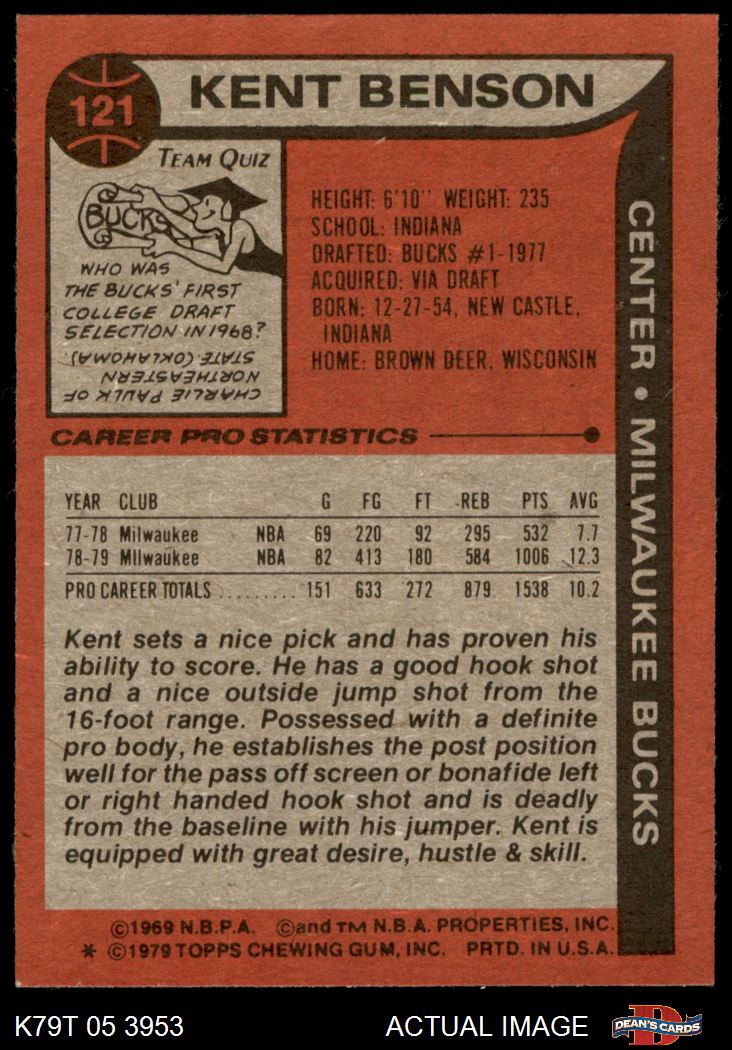 121
KENT BENSON
TEAM QUIZ
BUCKS
WHO WAS
THE BUCKS' FIRST
COLLEGE DRAFT
SELECTION IN 1968?
CHARLIE PAULK OF
NORTHEASTERN
STATE (OKLAHOMA).
HEIGHT: 6'10" WEIGHT: 235
SCHOOL: INDIANA
DRAFTED: BUCKS #1-1977
ACQUIRED: VIA DRAFT
BORN: 12-27-54, NEW CASTLE,
INDIANA
HOME: BROWN DEER, WISCONSIN
CENTER • MILWAUKEE BUCKS
CAREER PRO STATISTICS
YEAR CLUB G FG FT REB PTS AVG
77-78 Milwaukee NBA 69 220 92 295 532 7.7
78-79 Milwaukee NBA 82 413 180 584 1006 12.3
PRO CAREER TOTALS ......... 151 633 272 879 1538 10.2
Kent sets a nice pick and has proven his
ability to score. He has a good hook shot
and a nice outside jump shot from the
16-foot range. Possessed with a definite
pro body, he establishes the post position
well for the pass off screen or bonafide left
or right handed hook shot and is deadly
from the baseline with his jumper. Kent is
equipped with great desire, hustle & skill.
©1969 N.B.P.A. ©and TM N.B.A. PROPERTIES, INC.
* ©1979 TOPPS CHEWING GUM, INC. PRTD. IN U.S.A.
K79T 05 3953
ACTUAL IMAGE
D
DEAN'S CARDS